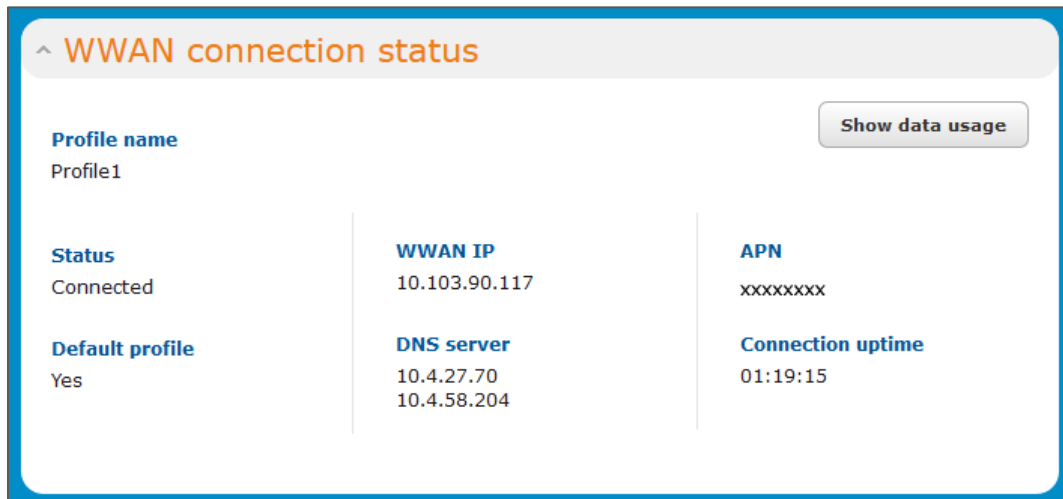 WWAN connection status
Show data usage
Profile name
Profile1
Status
Connected
WWAN IP
10.103.90.117
APN
xxxxxxxx
Default profile
Yes
DNS server
10.4.27.70
10.4.58.204
Connection uptime
01:19:15